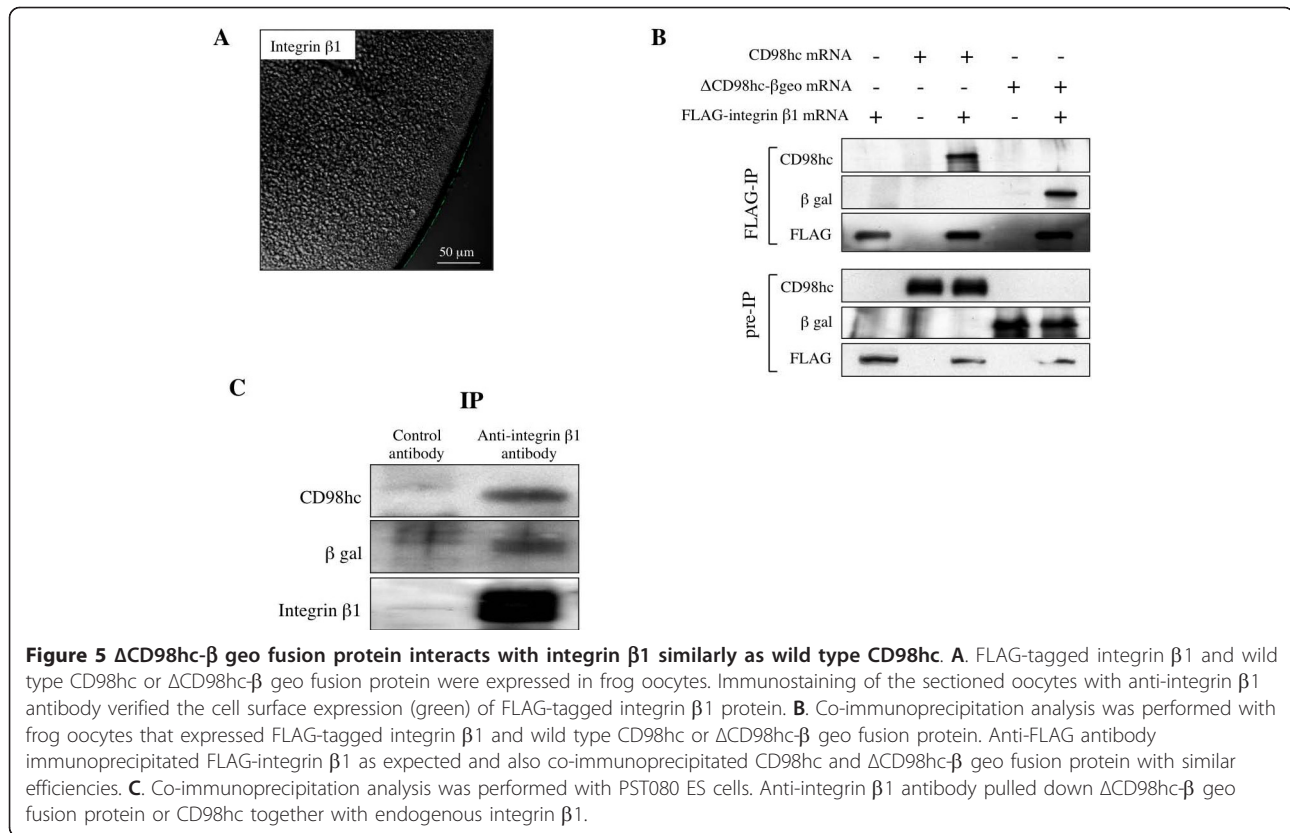 A
Integrin β1
50 μm
B
CD98hc mRNA - + + - -
ΔCD98hc-βgeo mRNA - - - + +
FLAG-integrin β1 mRNA + - + - +
FLAG-IP
CD98hc
β gal
FLAG
pre-IP
CD98hc
β gal
FLAG
C
IP
Control
antibody
Anti-integrin β1
antibody
CD98hc
β gal
Integrin β1
Figure 5 ΔCD98hc-β geo fusion protein interacts with integrin β1 similarly as wild type CD98hc. A. FLAG-tagged integrin β1 and wild
type CD98hc or ΔCD98hc-β geo fusion protein were expressed in frog oocytes. Immunostaining of the sectioned oocytes with anti-integrin β1
antibody verified the cell surface expression (green) of FLAG-tagged integrin β1 protein. B. Co-immunoprecipitation analysis was performed with
frog oocytes that expressed FLAG-tagged integrin β1 and wild type CD98hc or ΔCD98hc-β geo fusion protein. Anti-FLAG antibody
immunoprecipitated FLAG-integrin β1 as expected and also co-immunoprecipitated CD98hc and ΔCD98hc-β geo fusion protein with similar
efficiencies. C. Co-immunoprecipitation analysis was performed with PST080 ES cells. Anti-integrin β1 antibody pulled down ΔCD98hc-β geo
fusion protein or CD98hc together with endogenous integrin β1.